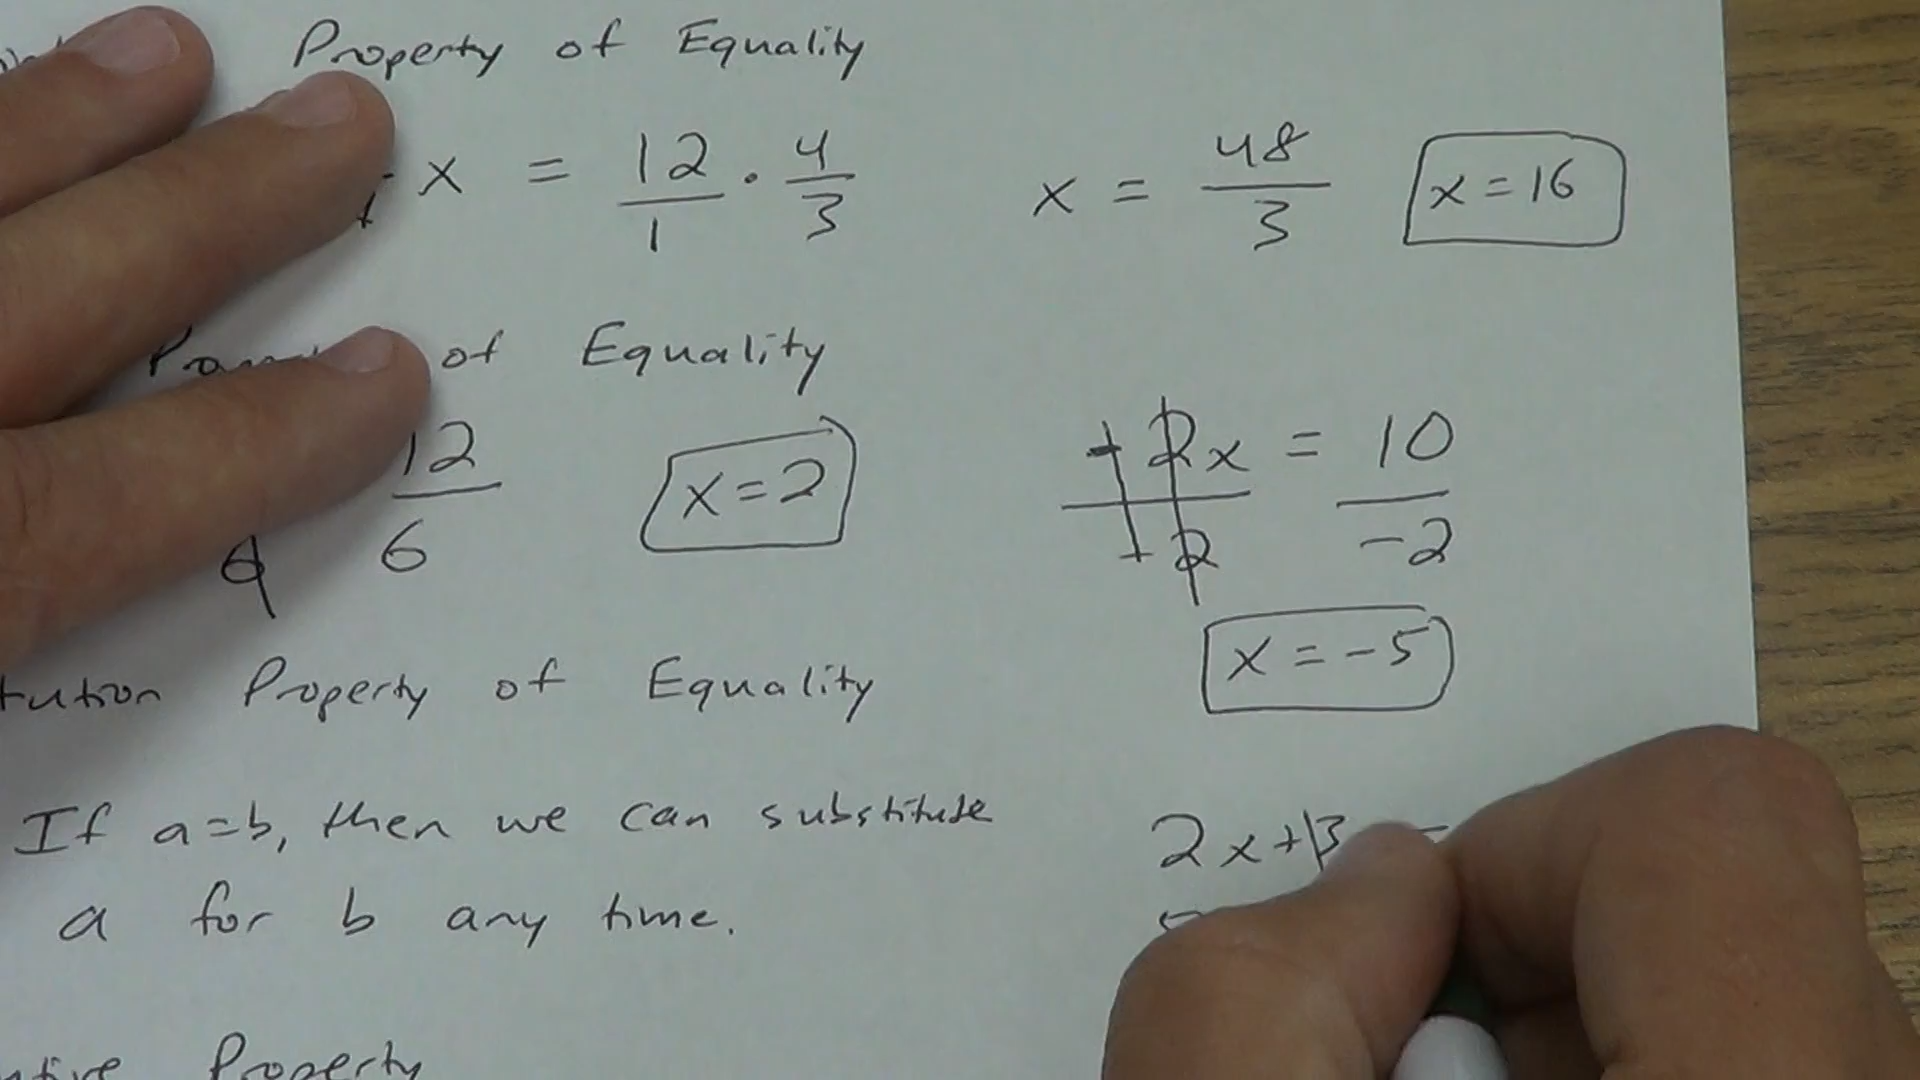 Property of Equality
x = 12/1 · 4/3
x = 48/3
x = 16
of Equality
12/6
x = 2
-2x/-2 = 10/-2
x = -5
Property of Equality
If a=b, then we can substitute
a for b any time.
2x+13
Property